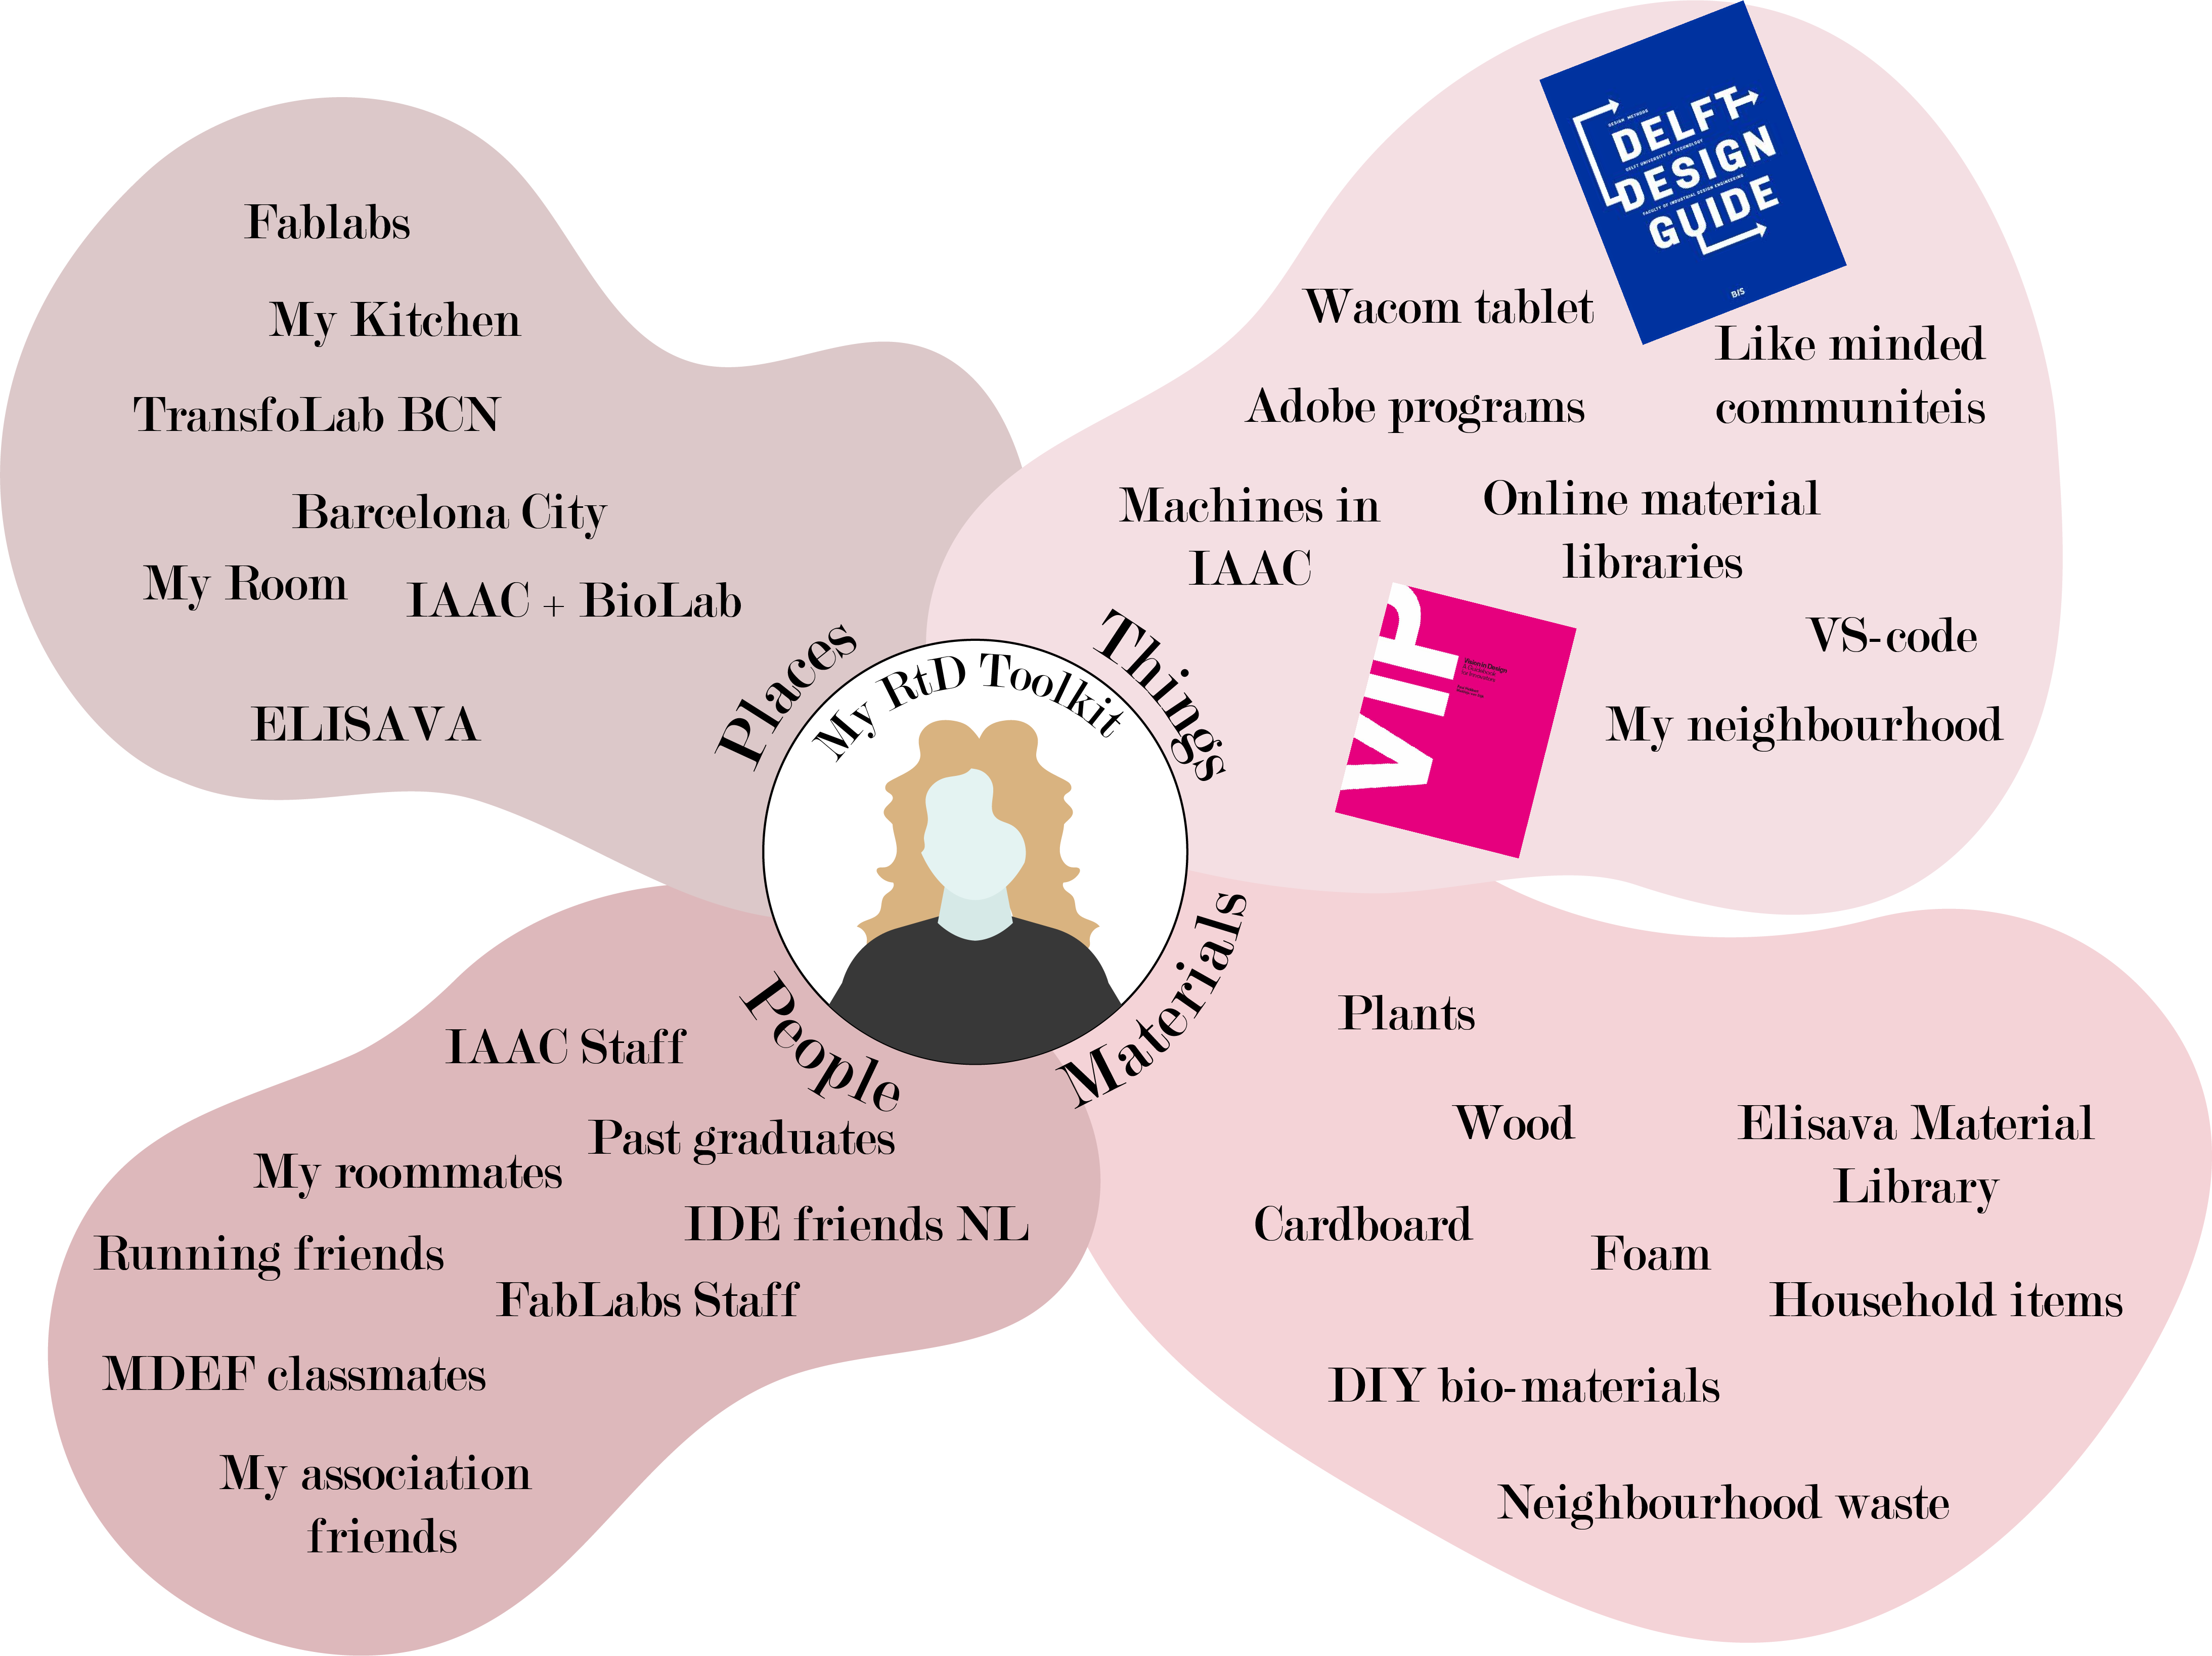 My RtD Toolkit
Places
Fablabs
My Kitchen
TransfoLab BCN
Barcelona City
My Room
IAAC + BioLab
ELISAVA
Things
DESIGN METHODS
DELFT
DELFT UNIVERSITY OF TECHNOLOGY
DESIGN
FACULTY OF INDUSTRIAL DESIGN ENGINEERING
GUIDE
BIS
Wacom tablet
Like minded
communiteis
Adobe programs
Machines in
IAAC
Online material
libraries
VIP
Vision in Design
A Guidebook
for Innovators
VS-code
My neighbourhood
People
IAAC Staff
Past graduates
My roommates
IDE friends NL
Running friends
FabLabs Staff
MDEF classmates
My association
friends
Materials
Plants
Wood
Elisava Material
Library
Cardboard
Foam
Household items
DIY bio-materials
Neighbourhood waste